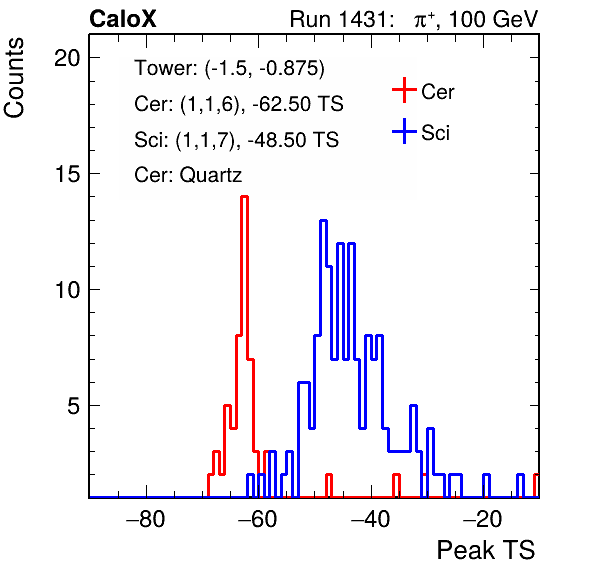 CaloX Run 1431: π⁺, 100 GeV
Counts
20
15
10
5
Tower: (-1.5, -0.875)
Cer: (1,1,6), -62.50 TS
Sci: (1,1,7), -48.50 TS
Cer: Quartz
Cer
Sci
−80 −60 −40 −20
Peak TS